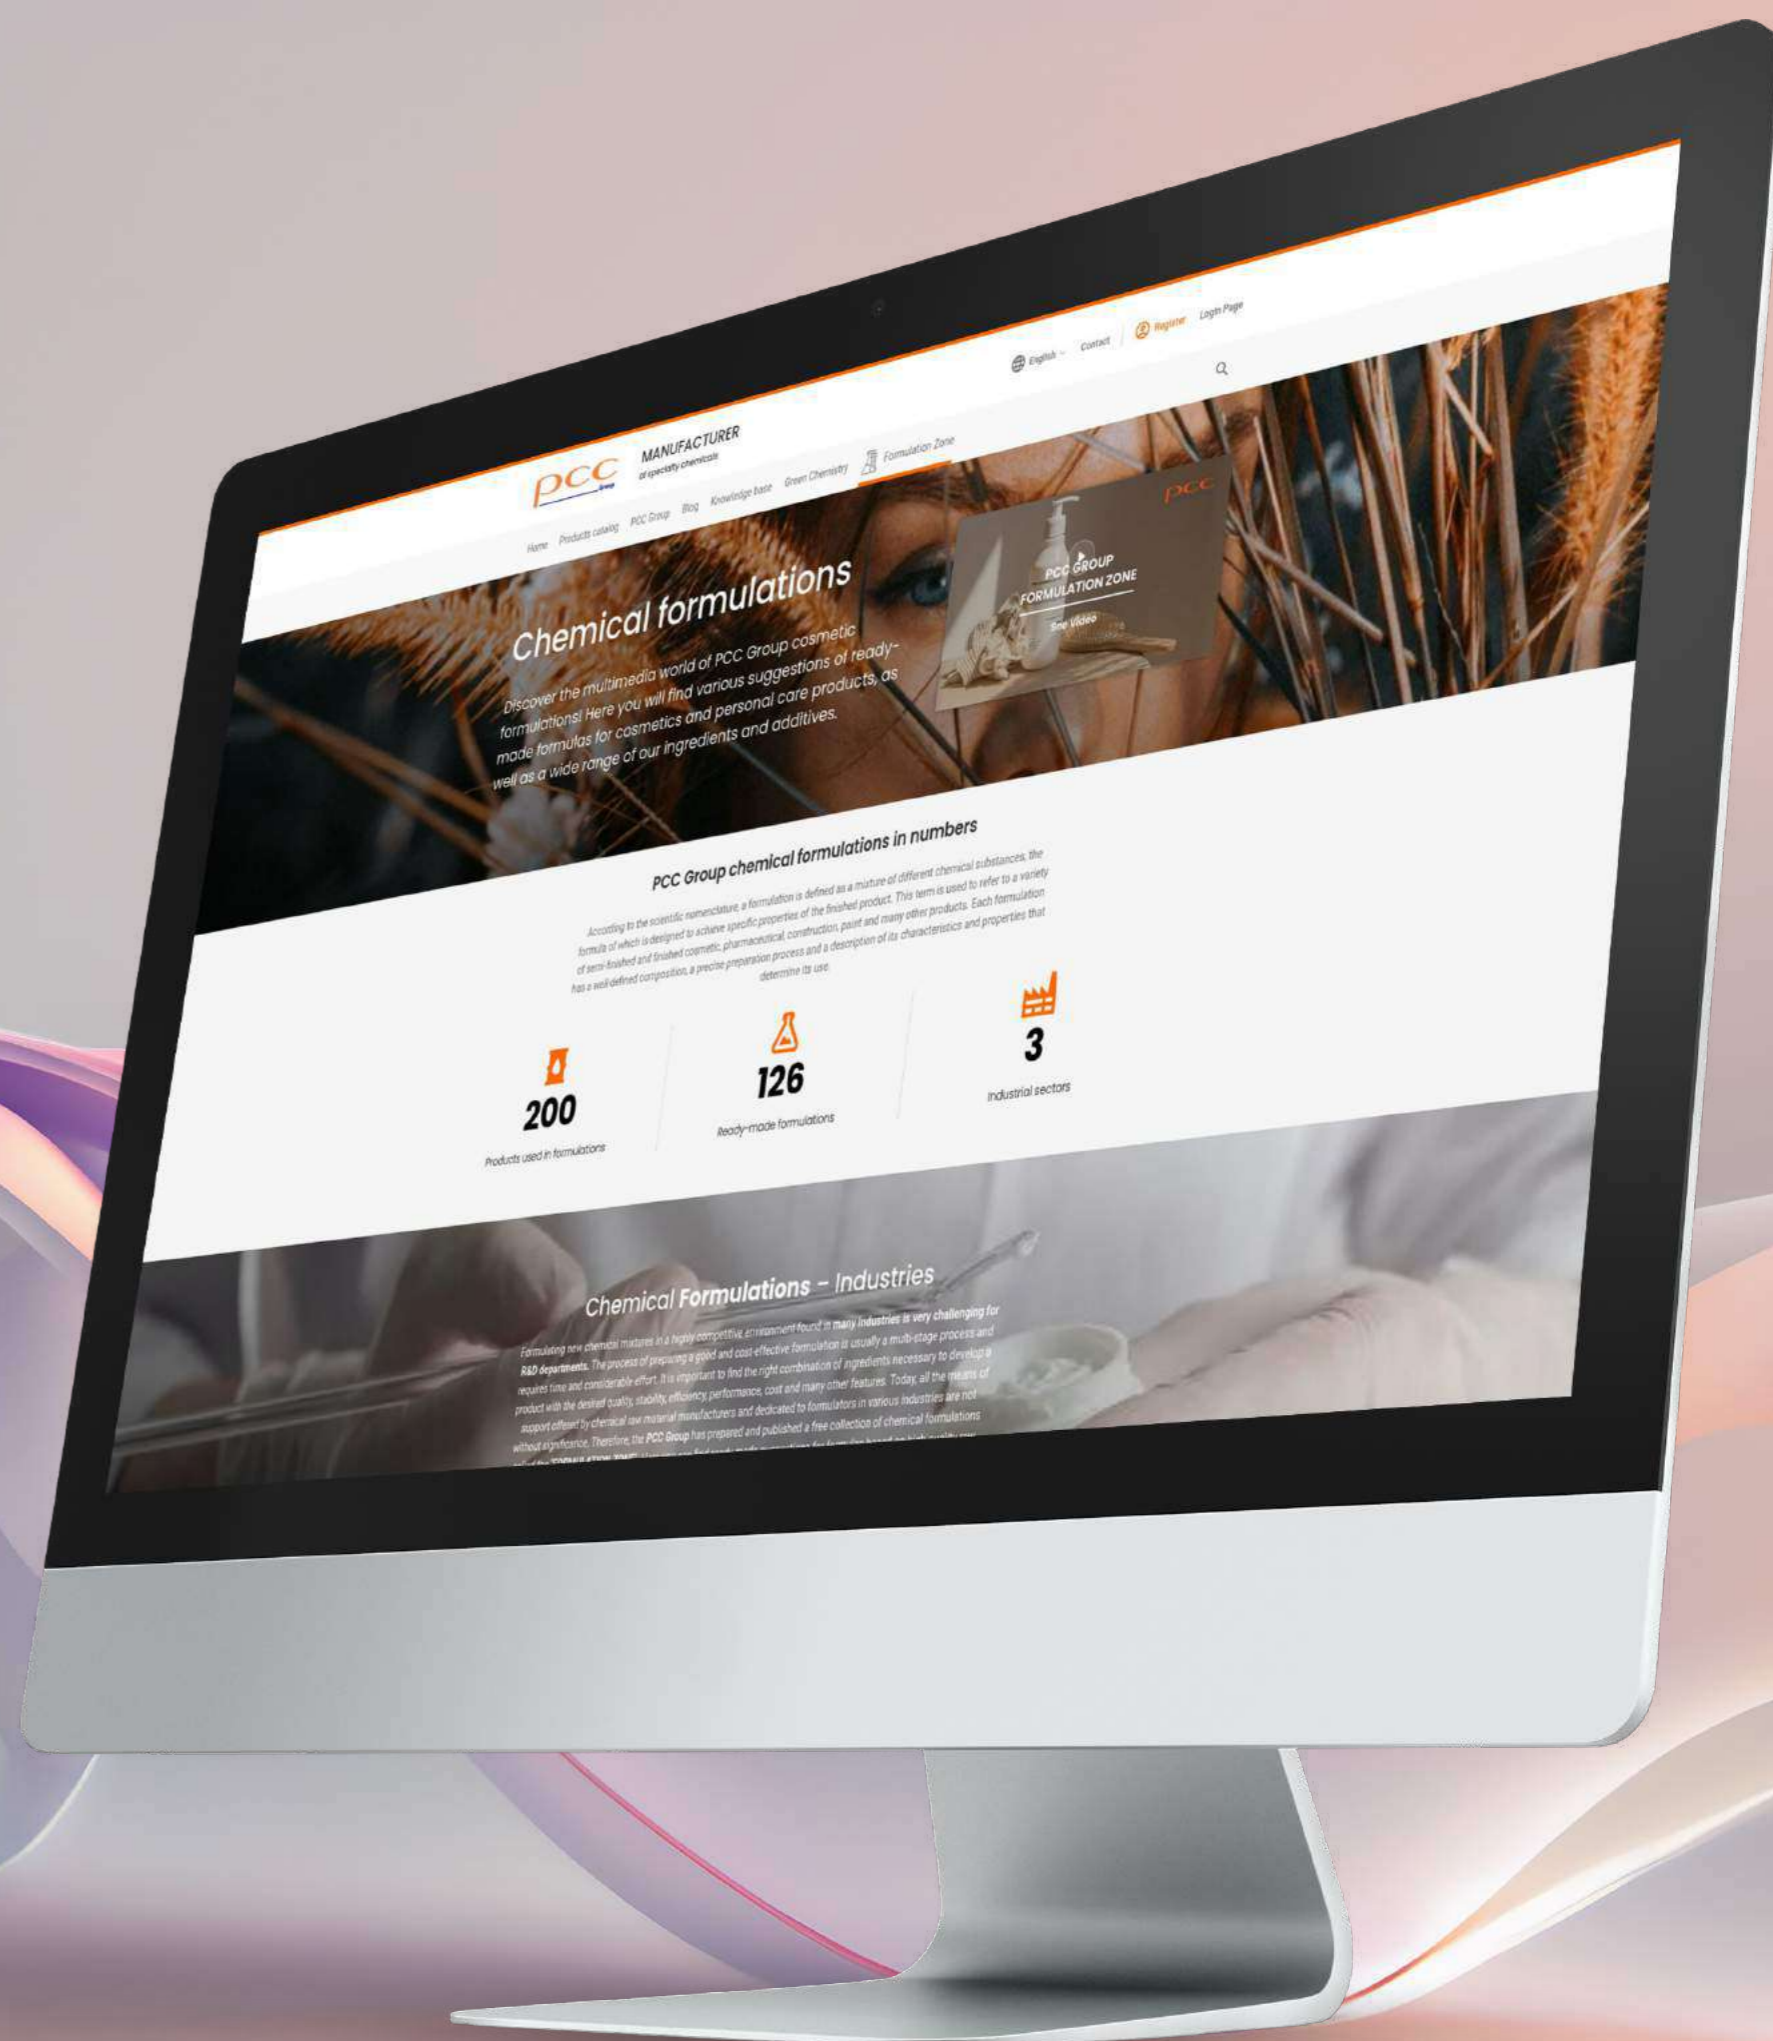 English
Contact
Register
Login Page
pcc
Group
MANUFACTURER
of specialty chemicals
Home
Products catalog
PCC Group
Blog
Knowledge base
Green Chemistry
Formulation Zone
Chemical formulations
Discover the multimedia world of PCC Group cosmetic
formulations! Here you will find various suggestions of ready-
made formulas for cosmetics and personal care products, as
well as a wide range of our ingredients and additives.
pcc
PCC GROUP
FORMULATION ZONE
See Video
PCC Group chemical formulations in numbers
According to the scientific nomenclature, a formulation is defined as a mixture of different chemical substances, the
formula of which is designed to achieve specific properties of the finished product. This term is used to refer to a variety
of semi-finished and finished cosmetic, pharmaceutical, construction, paint and many other products. Each formulation
has a well-defined composition, a precise preparation process and a description of its characteristics and properties that
determine its use.
200
Products used in formulations
126
Ready-made formulations
3
Industrial sectors
Chemical Formulations – Industries
Formulating new chemical mixtures in a highly competitive environment found in many industries is very challenging for
R&D departments. The process of preparing a good and cost-effective formulation is usually a multi-stage process and
requires time and considerable effort. It is important to find the right combination of ingredients necessary to develop a
product with the desired quality, stability, efficiency, performance, cost and many other features. Today, all the means of
support offered by chemical raw material manufacturers and dedicated to formulators in various industries are not
without significance. Therefore, the PCC Group has prepared and published a free collection of chemical formulations